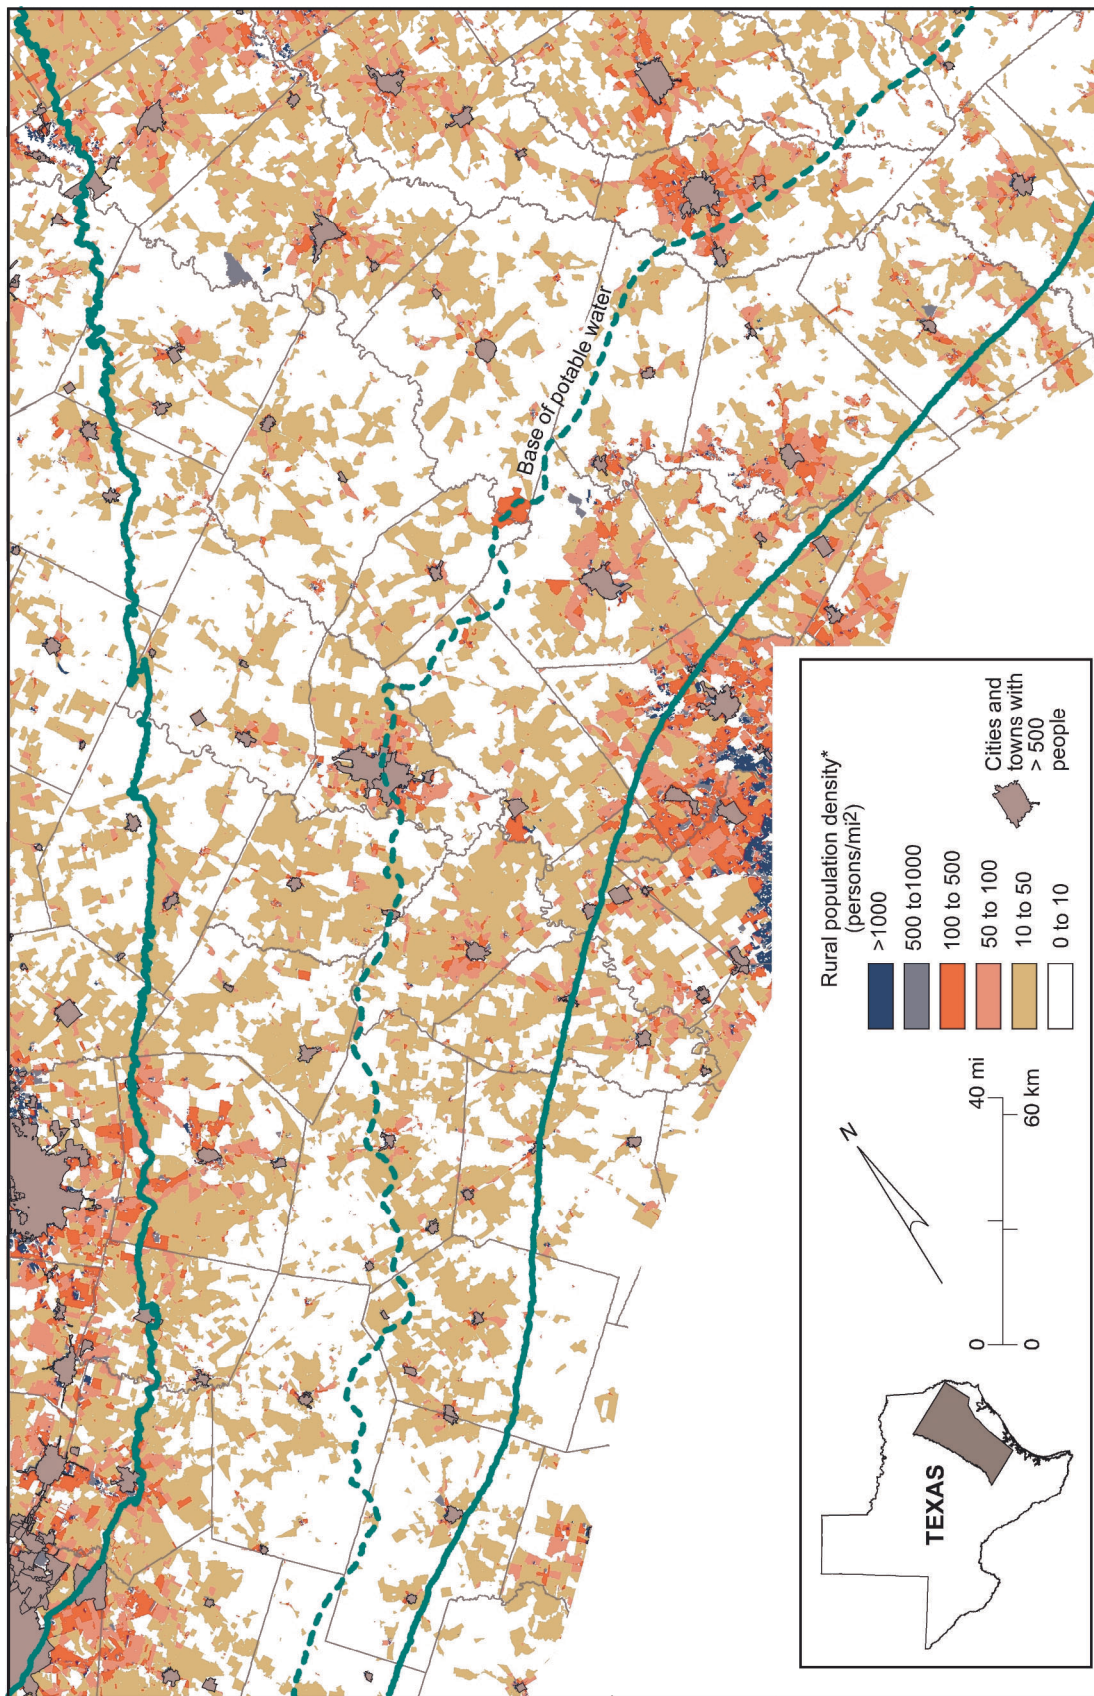 Base of potable water
TEXAS
N
0
40 mi
0
60 km
Rural population density*
(persons/mi2)
>1000
500 to1000
100 to 500
50 to 100
10 to 50
0 to 10
Cities and
towns with
> 500
people